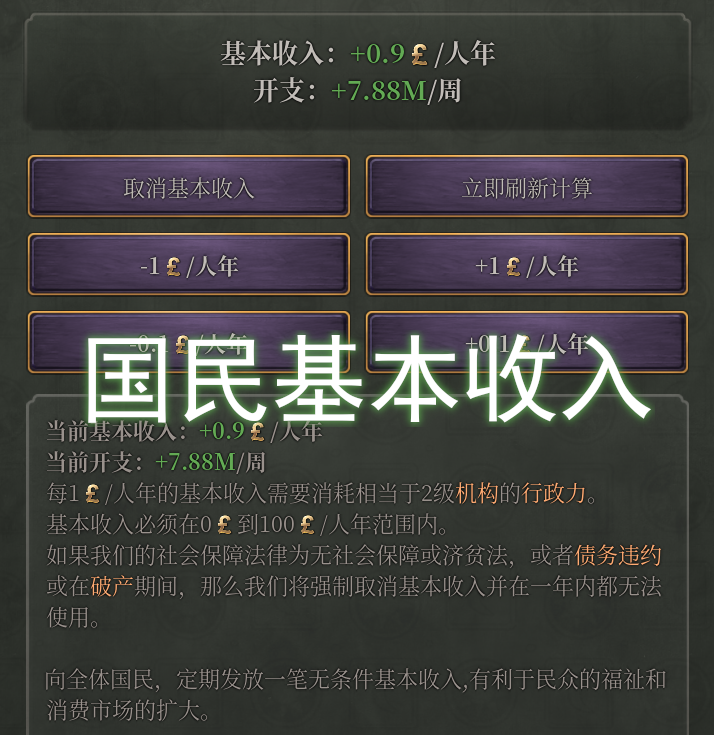 基本收入：+0.9£/人年
开支：+7.88M/周
取消基本收入
立即刷新计算
-1£/人年
+1£/人年
-0.1£/人年
+0.1£/人年
国民基本收入
当前基本收入：+0.9£/人年
当前开支：+7.88M/周
每1£/人年的基本收入需要消耗相当于2级机构的行政力。
基本收入必须在0£到100£/人年范围内。
如果我们的社会保障法律为无社会保障或济贫法，或者债务违约
或在破产期间，那么我们将强制取消基本收入并在一年内都无法
使用。
向全体国民，定期发放一笔无条件基本收入,有利于民众的福祉和
消费市场的扩大。